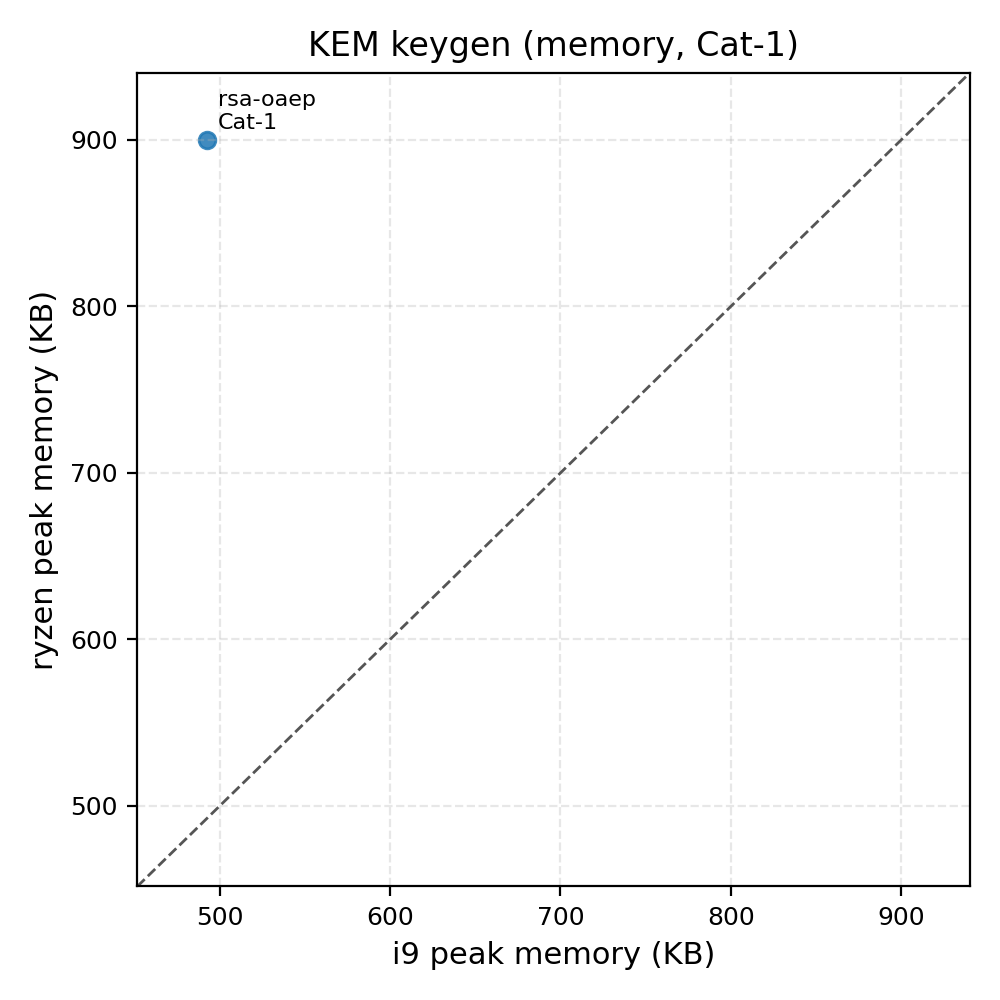 KEM keygen (memory, Cat-1)
rsa-oaep
Cat-1
900
800
700
600
500
ryzen peak memory (KB)
500
600
700
800
900
i9 peak memory (KB)